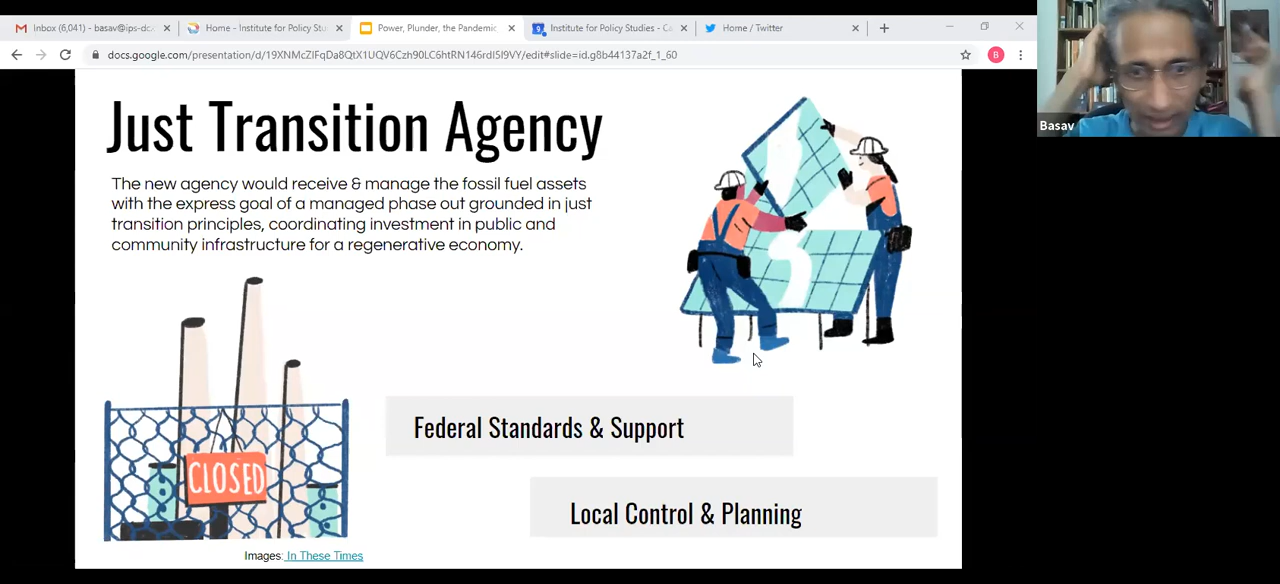 Inbox (6,041) - basav@ips-dc.
Home - Institute for Policy Stu
Power, Plunder, the Pandemic
Institute for Policy Studies - Ca
Home / Twitter
docs.google.com/presentation/d/19XNMcZIFqDa8QtX1UQV6Czh90LC6htRN146rdI5I9VY/edit#slide=id.g8b44137a2f_1_60
B
Basav
Just Transition Agency
The new agency would receive & manage the fossil fuel assets
with the express goal of a managed phase out grounded in just
transition principles, coordinating investment in public and
community infrastructure for a regenerative economy.
Federal Standards & Support
CLOSED
Local Control & Planning
Images: In These Times